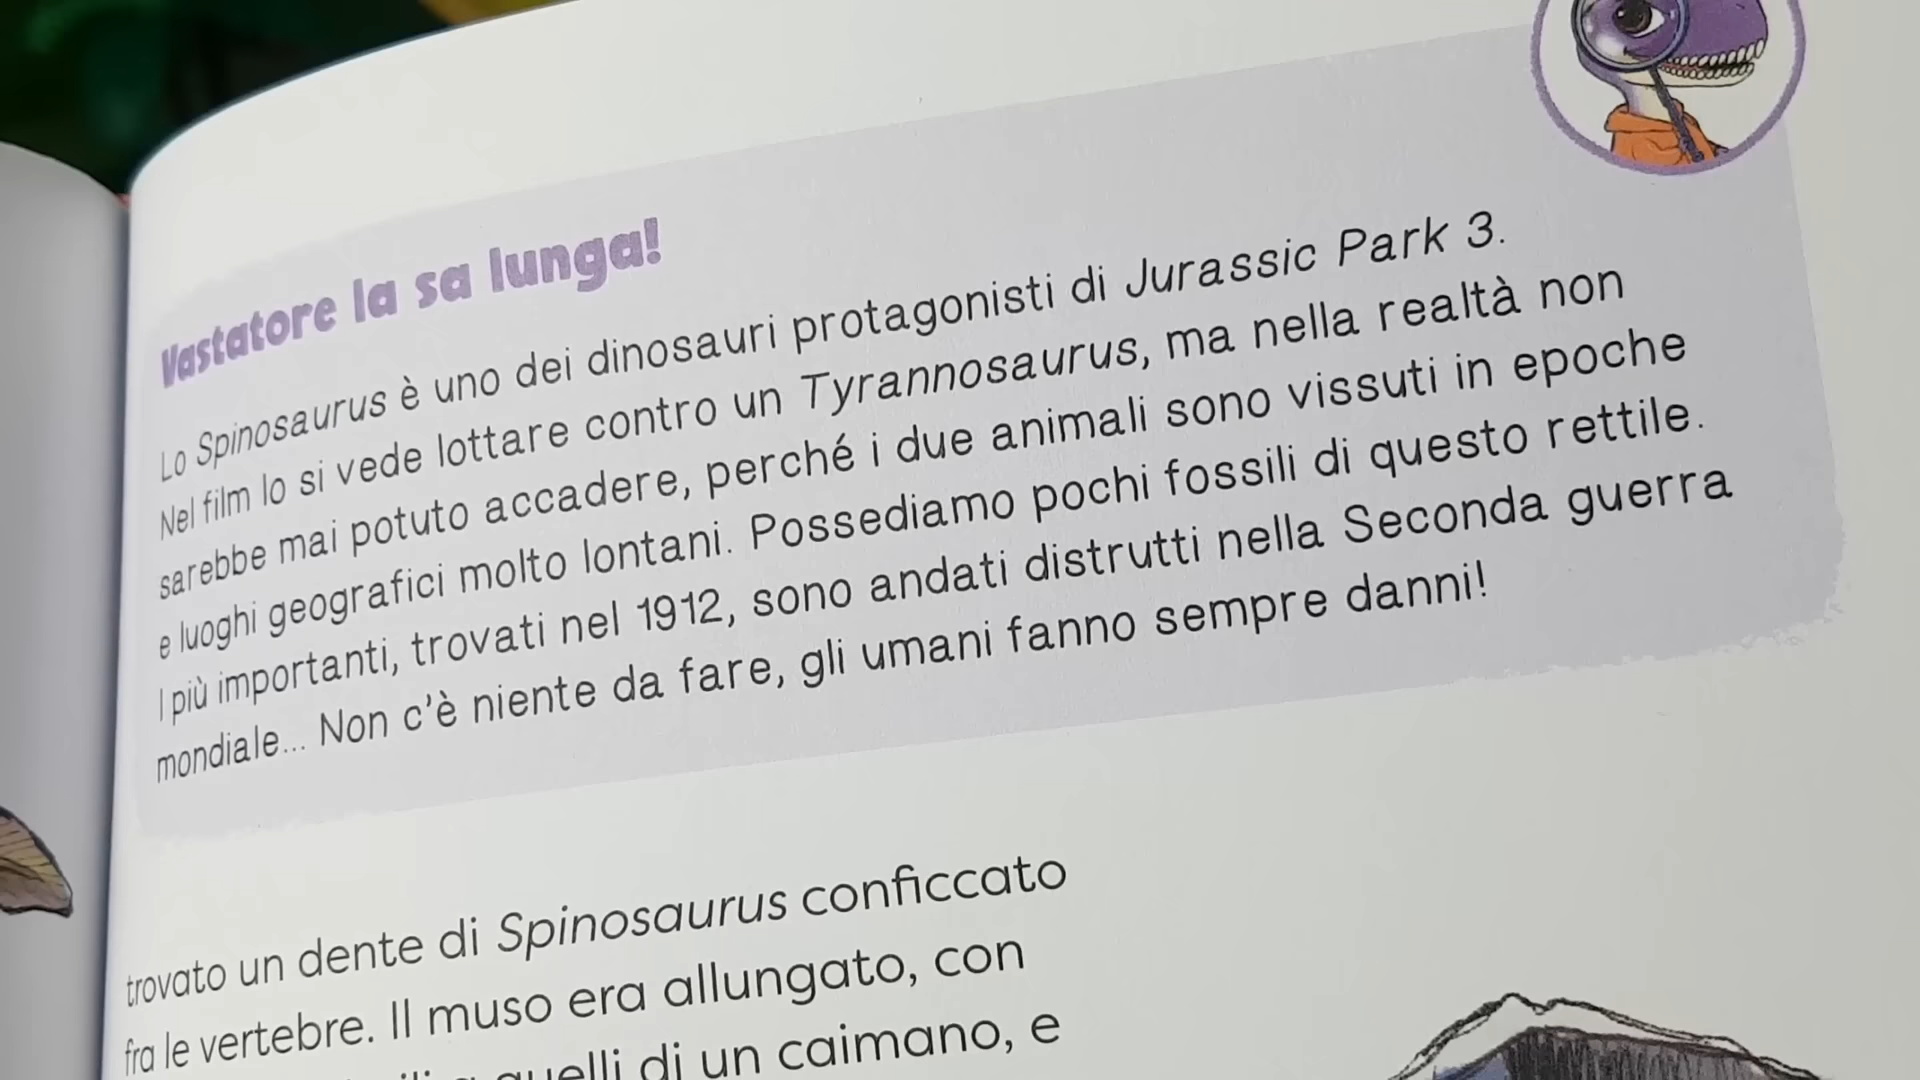 Vastatore la sa lunga!
Lo Spinosaurus è uno dei dinosauri protagonisti di Jurassic Park 3.
Nel film lo si vede lottare contro un Tyrannosaurus, ma nella realtà non
sarebbe mai potuto accadere, perché i due animali sono vissuti in epoche
e luoghi geografici molto lontani. Possediamo pochi fossili di questo rettile.
I più importanti, trovati nel 1912, sono andati distrutti nella Seconda guerra
mondiale... Non c'è niente da fare, gli umani fanno sempre danni!
trovato un dente di Spinosaurus conficcato
fra le vertebre. Il muso era allungato, con
quelli di un caimano, e